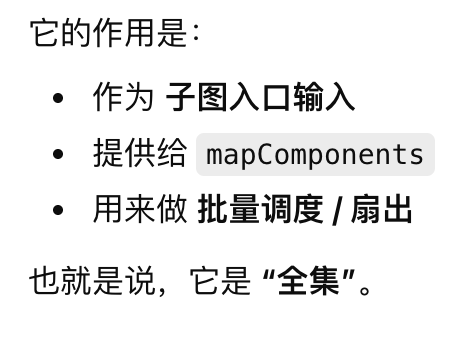 它的作用是：
• 作为 子图入口输入
• 提供给 mapComponents
• 用来做 批量调度 / 扇出
也就是说，它是 “全集”。